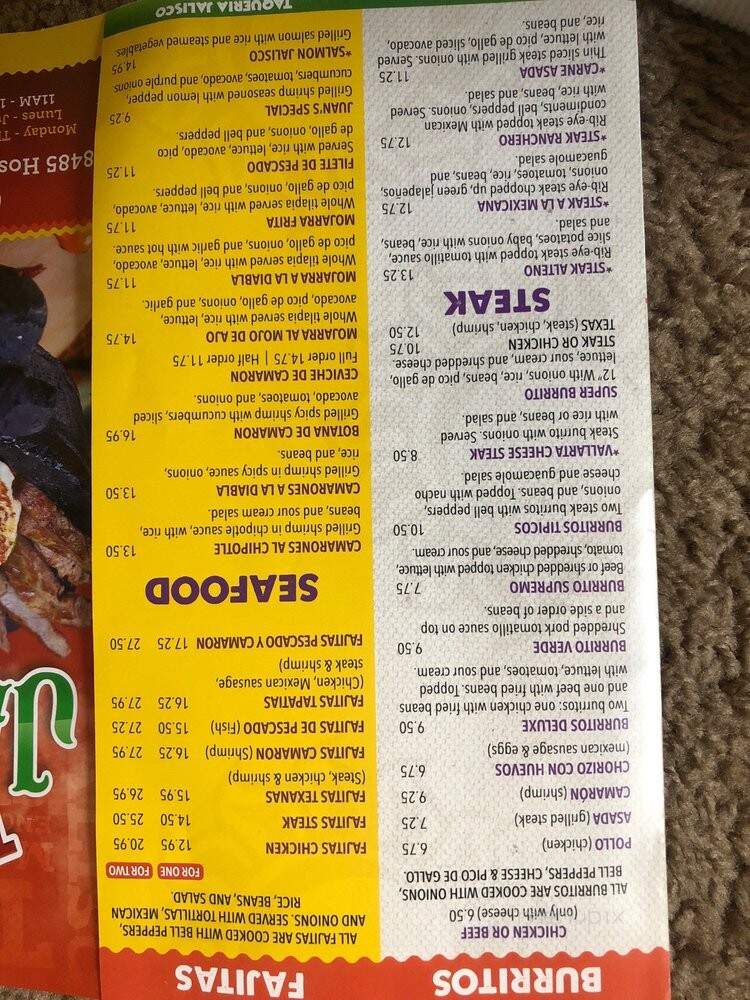 BURRITOS
CHICKEN OR BEEF
(only with cheese) 6.50
ALL BURRITOS ARE COOKED WITH ONIONS,
BELL PEPPERS, CHEESE & PICO DE GALLO.
POLLO (chicken) 6.75
ASADA (grilled steak) 7.25
CAMARÓN (shrimp) 9.25
CHORIZO CON HUEVOS 6.75
(mexican sausage & eggs)
BURRITOS DELUXE 9.50
Two burritos: one chicken with fried beans
and one beef with fried beans. Topped
with lettuce, tomatoes, and sour cream.
BURRITO VERDE 9.50
Shredded pork tomatillo sauce on top
and a side order of beans.
BURRITO SUPREMO 7.75
Beef or shredded chicken topped with lettuce,
tomato, shredded cheese, and sour cream.
BURRITOS TIPICOS 10.50
Two steak burritos with bell peppers,
onions, and beans. Topped with nacho
cheese and guacamole salad.
*VALLARTA CHEESE STEAK 8.50
Steak burrito with onions. Served
with rice or beans, and salad.
SUPER BURRITO
12" With onions, rice, beans, pico de gallo,
lettuce, sour cream, and shredded cheese.
STEAK OR CHICKEN 10.75
TEXAS (steak, chicken, shrimp) 12.50
STEAK
*STEAK ALTENO 13.25
Rib-eye steak topped with tomatillo sauce,
slice potatoes, baby onions with rice, beans,
and salad.
*STEAK A LA MEXICANA 12.75
Rib-eye steak chopped up, green jalapenos,
onions, tomatoes, rice, beans, and
guacamole salad.
*STEAK RANCHERO 12.75
Rib-eye steak topped with Mexican
condiments, bell peppers, onions. Served
with rice, beans, and salad.
*CARNE ASADA 11.25
Thin sliced steak grilled with onions. Served
with lettuce, pico de gallo, sliced avocado,
rice, and beans.
FAJITAS
ALL FAJITAS ARE COOKED WITH BELL PEPPERS,
AND ONIONS. SERVED WITH TORTILLAS, MEXICAN
RICE, BEANS, AND SALAD.
FOR ONE FOR TWO
FAJITAS CHICKEN 12.95 20.95
FAJITAS STEAK 14.50 25.50
FAJITAS TEXANAS 15.95 26.95
(Steak, chicken & shrimp)
FAJITAS CAMARON (Shrimp) 16.25 27.95
FAJITAS DE PESCADO (Fish) 15.50 27.25
FAJITAS TAPATIAS 16.25 27.95
(Chicken, Mexican sausage,
steak & shrimp)
FAJITAS PESCADO Y CAMARON 17.25 27.50
SEAFOOD
CAMARONES AL CHIPOTLE 13.50
Grilled shrimp in chipotle sauce, with rice,
beans, and sour cream salad.
CAMARONES A LA DIABLA 13.50
Grilled shrimp in spicy sauce, onions,
rice, and beans.
BOTANA DE CAMARON 16.95
Grilled spicy shrimp with cucumbers, sliced
avocado, tomatoes, and onions.
CEVICHE DE CAMARON
Full order 14.75 | Half order 11.75
MOJARRA AL MOJO DE AJO 14.75
Whole tilapia served with rice, lettuce,
avocado, pico de gallo, onions, and garlic.
MOJARRA A LA DIABLA 11.75
Whole tilapia served with rice, lettuce, avocado,
pico de gallo, onions, and garlic with hot sauce.
MOJARRA FRITA 11.75
Whole tilapia served with rice, lettuce, avocado,
pico de gallo, onions, and bell peppers.
FILETE DE PESCADO 11.25
Served with rice, lettuce, avocado, pico
de gallo, onions, and bell peppers.
JUAN'S SPECIAL 9.25
Grilled shrimp seasoned with lemon pepper,
cucumbers, tomatoes, avocado, and purple onions
*SALMON JALISCO 14.95
Grilled salmon with rice and steamed vegetables.
TAQUERIA JALISCO
JA
8485 Hos
Monday - T
Lunes - J
11AM - 1